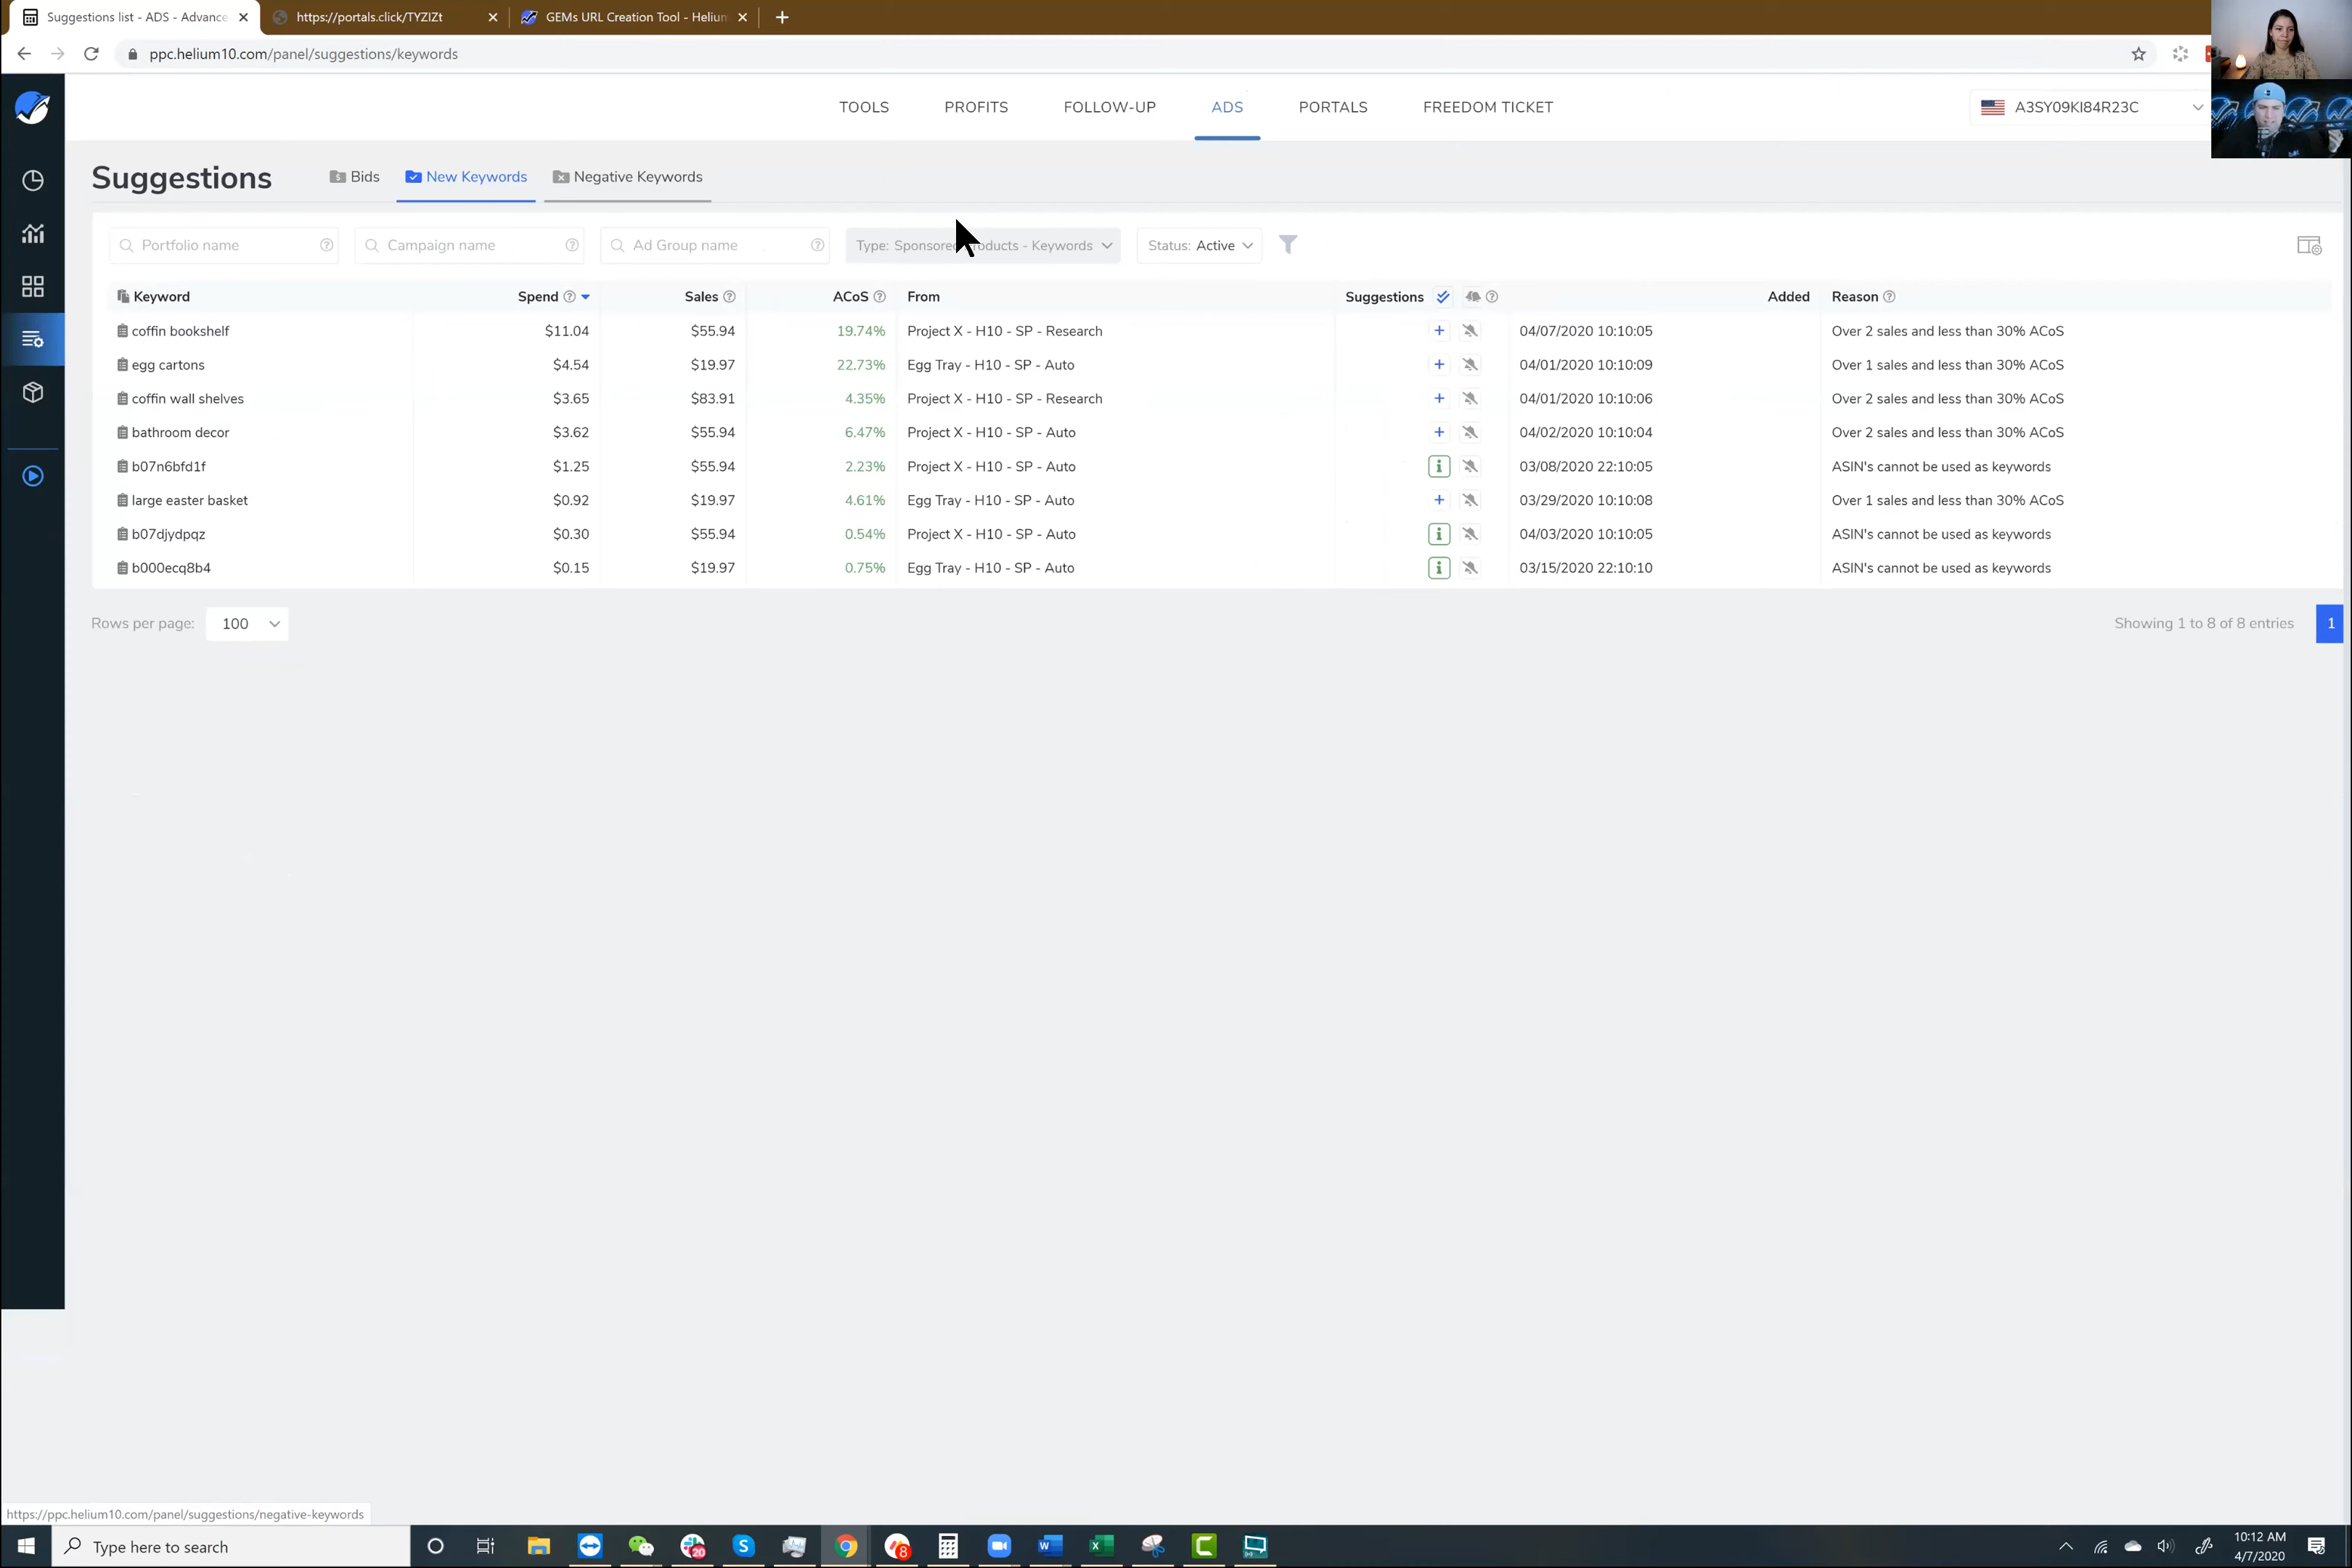 Suggestions list - ADS - Advance
https://portals.click/TYZIZt
GEMs URL Creation Tool - Helium
ppc.helium10.com/panel/suggestions/keywords
TOOLS PROFITS FOLLOW-UP ADS PORTALS FREEDOM TICKET A3SY09KI84R23C
Suggestions Bids New Keywords Negative Keywords
Portfolio name Campaign name Ad Group name Type: Sponsored Products - Keywords Status: Active
Keyword Spend Sales ACoS From Suggestions Added Reason
coffin bookshelf $11.04 $55.94 19.74% Project X - H10 - SP - Research + 04/07/2020 10:10:05 Over 2 sales and less than 30% ACoS
egg cartons $4.54 $19.97 22.73% Egg Tray - H10 - SP - Auto + 04/01/2020 10:10:09 Over 1 sales and less than 30% ACoS
coffin wall shelves $3.65 $83.91 4.35% Project X - H10 - SP - Research + 04/01/2020 10:10:06 Over 2 sales and less than 30% ACoS
bathroom decor $3.62 $55.94 6.47% Project X - H10 - SP - Auto + 04/02/2020 10:10:04 Over 2 sales and less than 30% ACoS
b07n6bfd1f $1.25 $55.94 2.23% Project X - H10 - SP - Auto i 03/08/2020 22:10:05 ASIN's cannot be used as keywords
large easter basket $0.92 $19.97 4.61% Egg Tray - H10 - SP - Auto + 03/29/2020 10:10:08 Over 1 sales and less than 30% ACoS
b07djydpqz $0.30 $55.94 0.54% Project X - H10 - SP - Auto i 04/03/2020 10:10:05 ASIN's cannot be used as keywords
b000ecq8b4 $0.15 $19.97 0.75% Egg Tray - H10 - SP - Auto i 03/15/2020 22:10:10 ASIN's cannot be used as keywords
Rows per page: 100 Showing 1 to 8 of 8 entries 1
https://ppc.helium10.com/panel/suggestions/negative-keywords
Type here to search
20
8
10:12 AM
4/7/2020